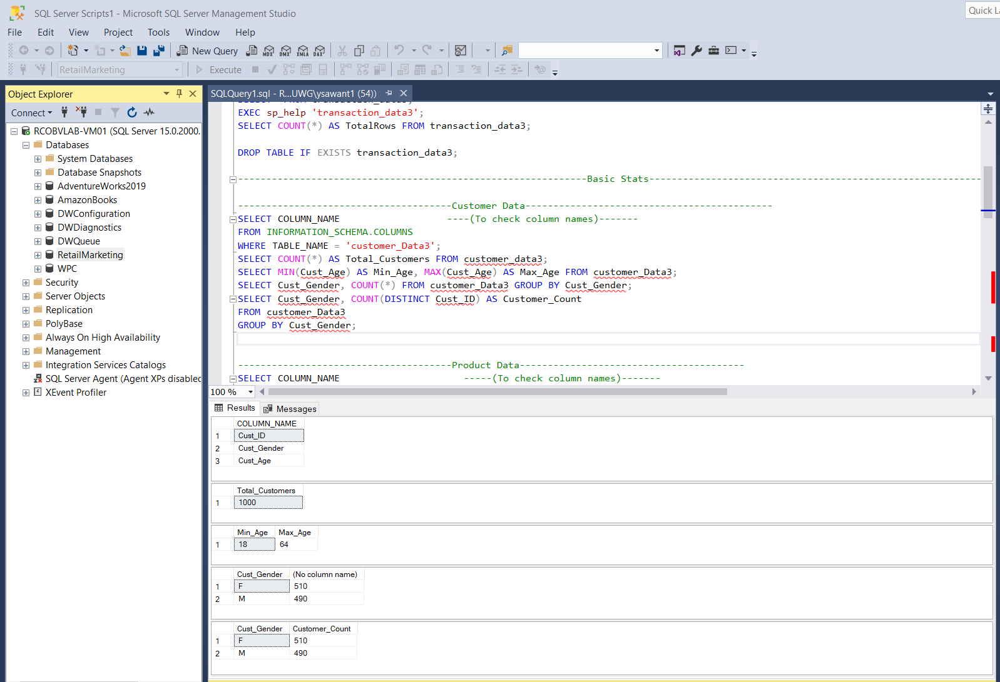 SQL Server Scripts1 - Microsoft SQL Server Management Studio
Quick La
File Edit View Project Tools Window Help
New Query MDX DMX XMLA DAX
RetailMarketing Execute
Object Explorer
SQLQuery1.sql - R...UWG\ysawant1 (54))
Connect
RCOBVLAB-VM01 (SQL Server 15.0.2000.
Databases
System Databases
Database Snapshots
AdventureWorks2019
AmazonBooks
DWConfiguration
DWDiagnostics
DWQueue
RetailMarketing
WPC
Security
Server Objects
Replication
PolyBase
Always On High Availability
Management
Integration Services Catalogs
SQL Server Agent (Agent XPs disabled
XEvent Profiler
EXEC sp_help 'transaction_data3';
SELECT COUNT(*) AS TotalRows FROM transaction_data3;
DROP TABLE IF EXISTS transaction_data3;
--------------------------------------------------------------Basic Stats-----------------------------------------------------------
--------------------------------------Customer Data--------------------------------------------
SELECT COLUMN_NAME ----(To check column names)-------
FROM INFORMATION_SCHEMA.COLUMNS
WHERE TABLE_NAME = 'customer_Data3';
SELECT COUNT(*) AS Total_Customers FROM customer_data3;
SELECT MIN(Cust_Age) AS Min_Age, MAX(Cust_Age) AS Max_Age FROM customer_Data3;
SELECT Cust_Gender, COUNT(*) FROM customer_Data3 GROUP BY Cust_Gender;
SELECT Cust_Gender, COUNT(DISTINCT Cust_ID) AS Customer_Count
FROM customer_Data3
GROUP BY Cust_Gender;
--------------------------------------Product Data----------------------------------------
SELECT COLUMN_NAME -----(To check column names)-------
100 %
Results Messages
COLUMN_NAME
1 Cust_ID
2 Cust_Gender
3 Cust_Age
Total_Customers
1 1000
Min_Age Max_Age
1 18 64
Cust_Gender (No column name)
1 F 510
2 M 490
Cust_Gender Customer_Count
1 F 510
2 M 490